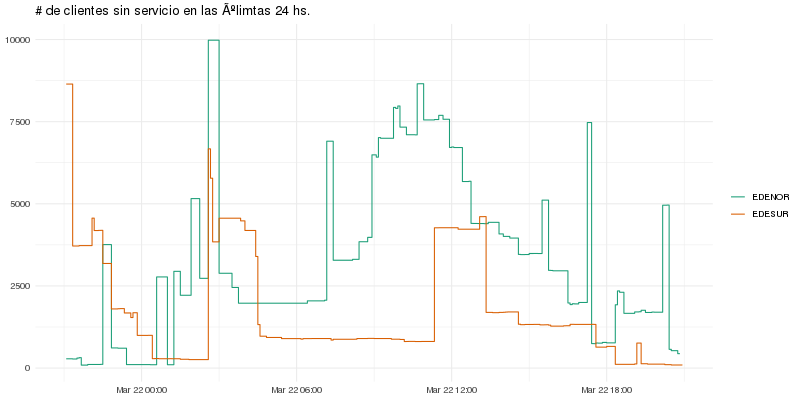 # de clientes sin servicio en las Ãºlimtas 24 hs.
10000
7500
5000
2500
0
Mar 22 00:00
Mar 22 06:00
Mar 22 12:00
Mar 22 18:00
EDENOR
EDESUR